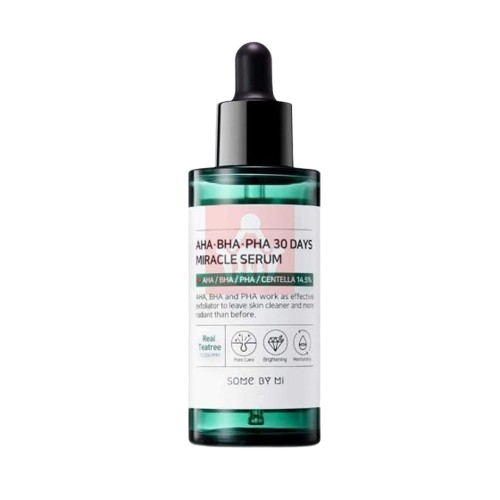 AHA·BHA·PHA 30 DAYS
MIRACLE SERUM
AHA / BHA / PHA / CENTELLA 14.5%
AHA, BHA and PHA work as effective
exfoliator to leave skin cleaner and more
radiant than before.
Real
Teatree
Pore Care
Brightening
Moisturizing
SOME BY MI